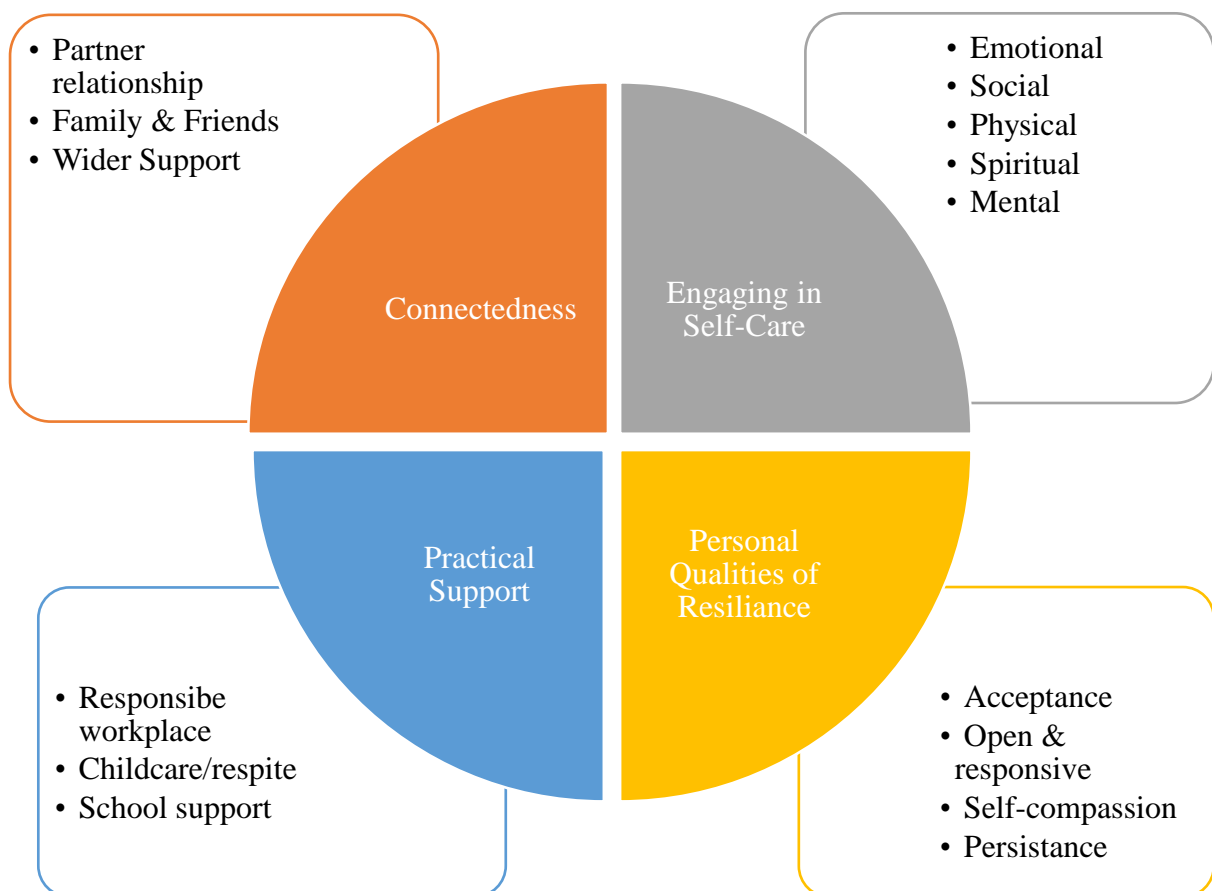 • Partner
relationship
• Family & Friends
• Wider Support
• Emotional
• Social
• Physical
• Spiritual
• Mental
Connectedness
Engaging in
Self-Care
Practical
Support
Personal
Qualities of
Resiliance
• Responsibe
workplace
• Childcare/respite
• School support
• Acceptance
• Open &
responsive
• Self-compassion
• Persistance